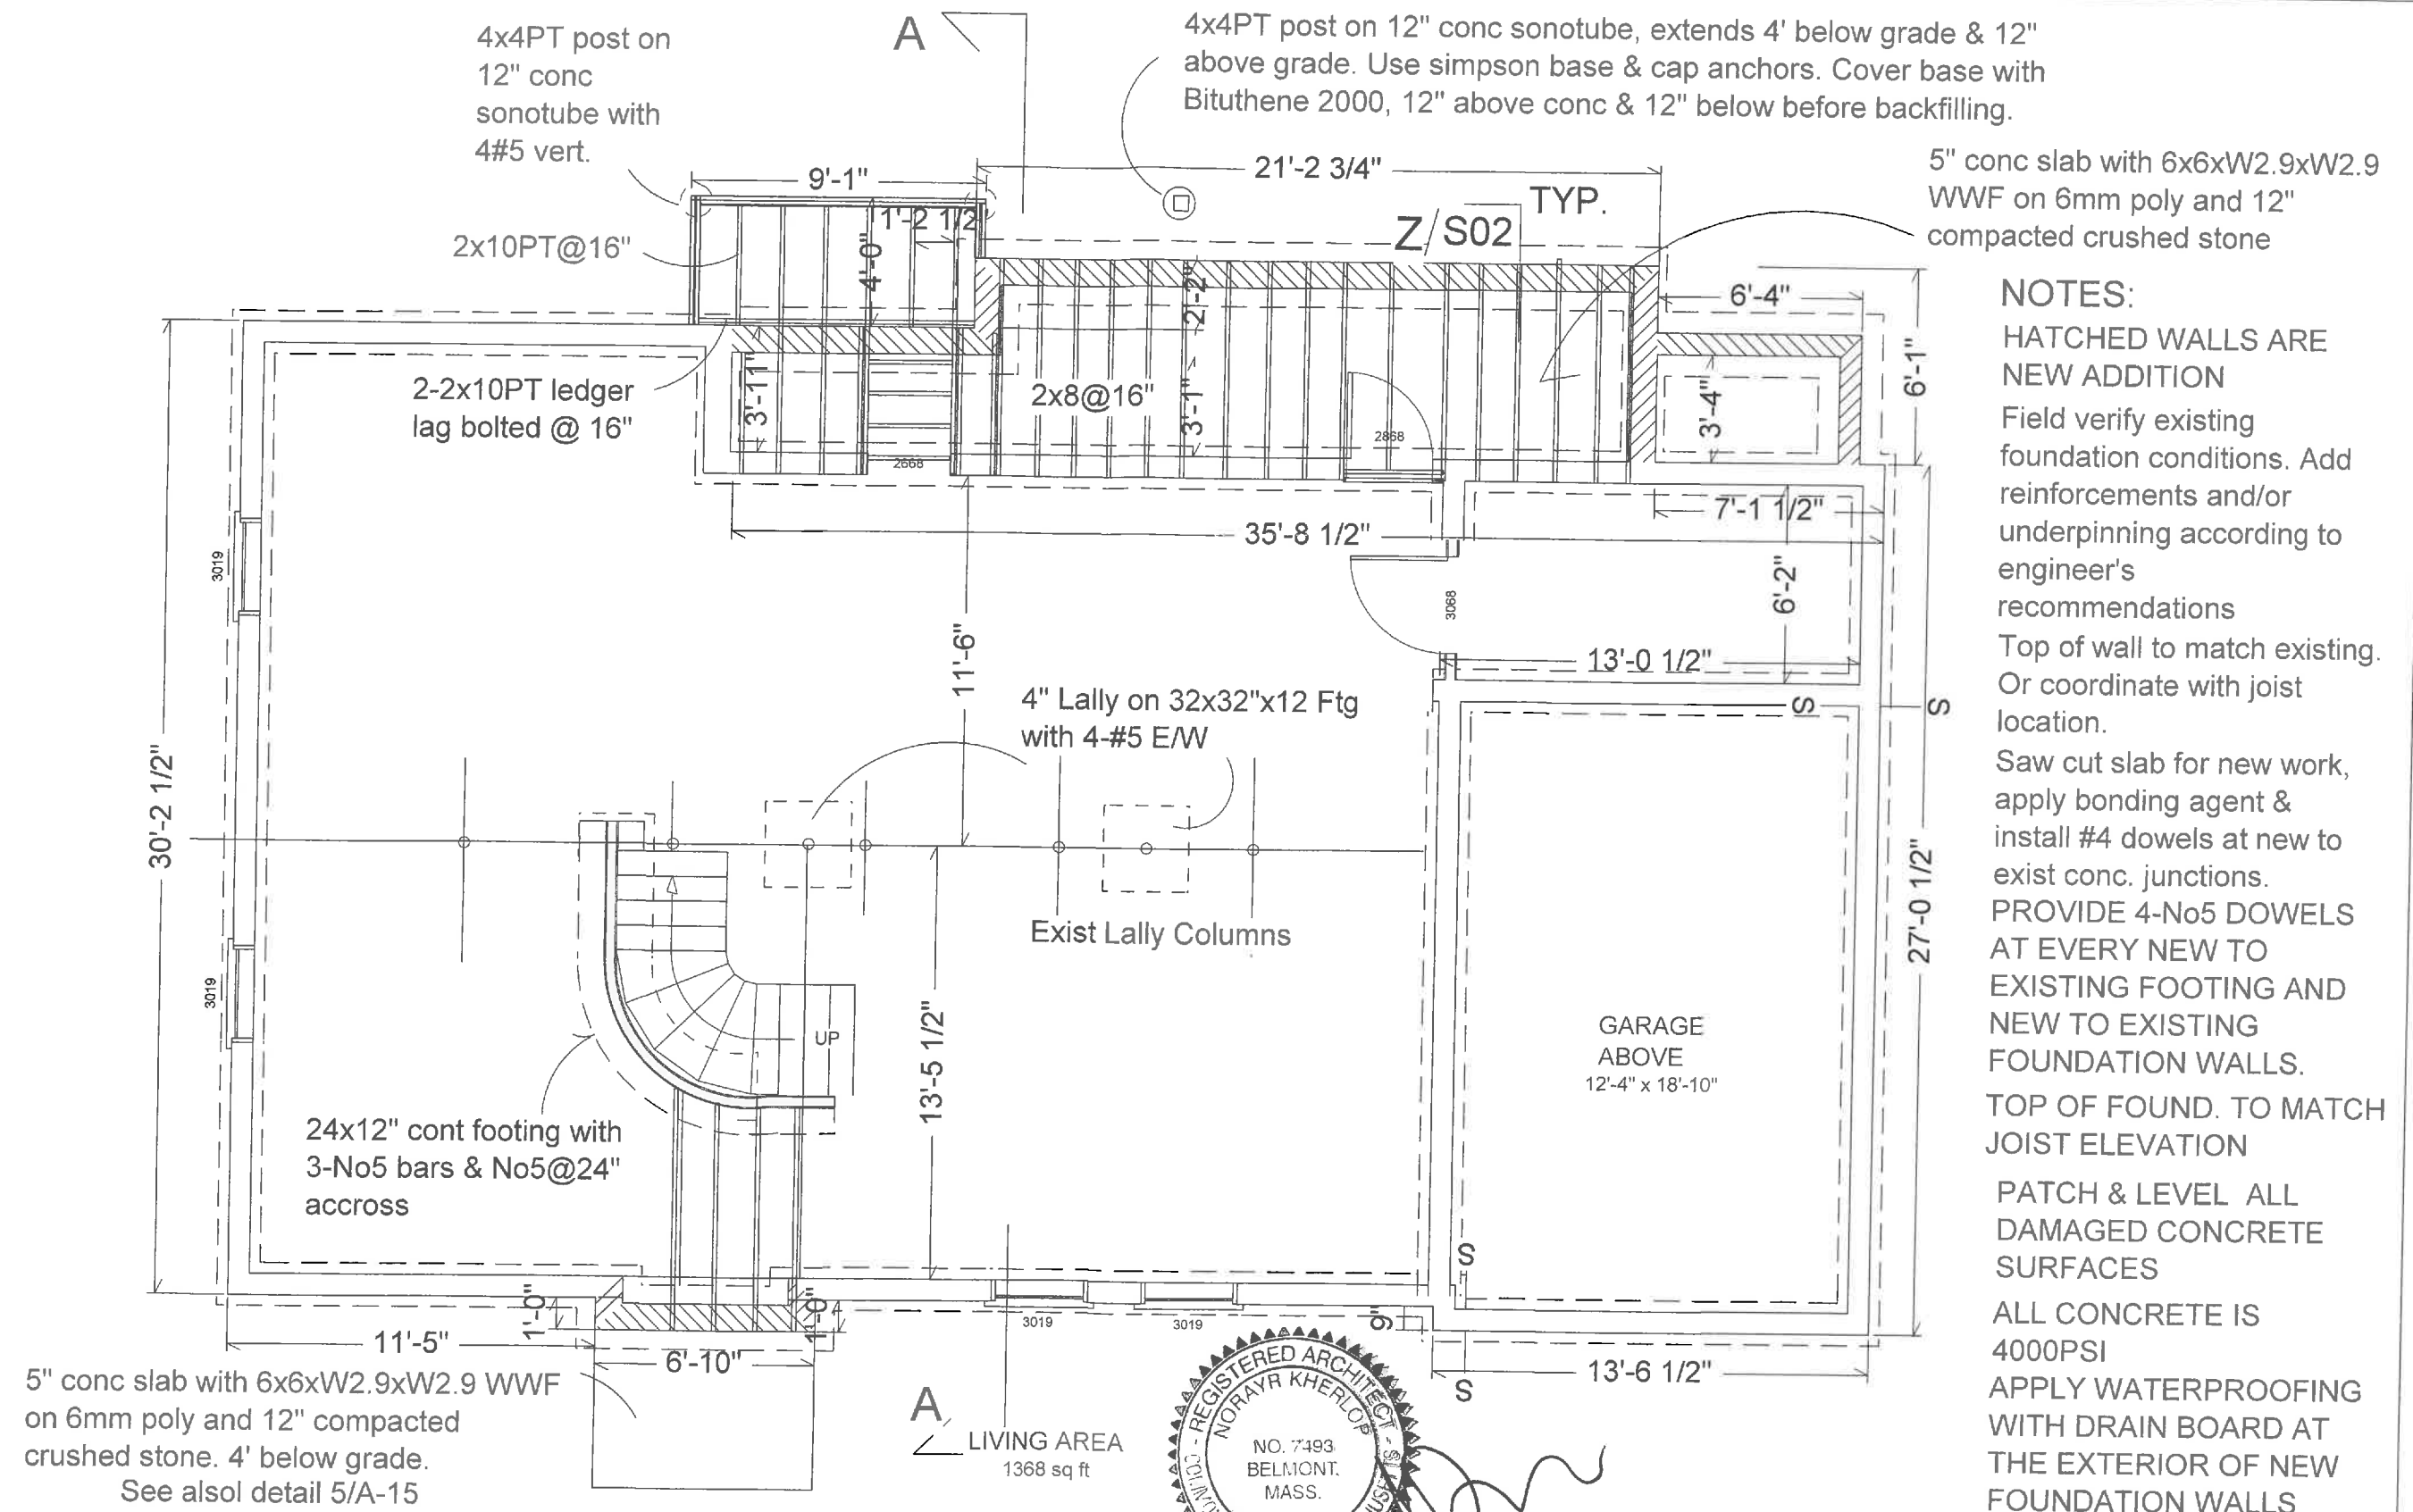 4x4PT post on
12" conc
sonotube with
4#5 vert.
A
4x4PT post on 12" conc sonotube, extends 4' below grade & 12"
above grade. Use simpson base & cap anchors. Cover base with
Bituthene 2000, 12" above conc & 12" below before backfilling.
5" conc slab with 6x6xW2.9xW2.9
WWF on 6mm poly and 12"
compacted crushed stone
9'-1"
21'-2 3/4"
TYP.
Z/S02
1'-2 1/2
2x10PT@16"
4'-0"
2'-2"
6'-4"
6'-1"
2-2x10PT ledger
lag bolted @ 16"
3'-11"
2x8@16"
3'-1"
3'-4"
2668
2868
7'-1 1/2"
35'-8 1/2"
3019
6'-2"
3068
11'-6"
13'-0 1/2"
4" Lally on 32x32"x12 Ftg
with 4-#5 E/W
S
S
30'-2 1/2"
27'-0 1/2"
Exist Lally Columns
3019
UP
13'-5 1/2"
GARAGE
ABOVE
12'-4" x 18'-10"
24x12" cont footing with
3-No5 bars & No5@24"
accross
S
1'-0"
1'-0"
3019
3019
9"
11'-5"
6'-10"
13'-6 1/2"
S
5" conc slab with 6x6xW2.9xW2.9 WWF
on 6mm poly and 12" compacted
crushed stone. 4' below grade.
See alsol detail 5/A-15
A
LIVING AREA
1368 sq ft
REGISTERED ARCHITECT
NORAYR KHERLOP
NO. 7493
BELMONT.
MASS.
NOTES:
HATCHED WALLS ARE
NEW ADDITION
Field verify existing
foundation conditions. Add
reinforcements and/or
underpinning according to
engineer's
recommendations
Top of wall to match existing.
Or coordinate with joist
location.
Saw cut slab for new work,
apply bonding agent &
install #4 dowels at new to
exist conc. junctions.
PROVIDE 4-No5 DOWELS
AT EVERY NEW TO
EXISTING FOOTING AND
NEW TO EXISTING
FOUNDATION WALLS.
TOP OF FOUND. TO MATCH
JOIST ELEVATION
PATCH & LEVEL ALL
DAMAGED CONCRETE
SURFACES
ALL CONCRETE IS
4000PSI
APPLY WATERPROOFING
WITH DRAIN BOARD AT
THE EXTERIOR OF NEW
FOUNDATION WALLS